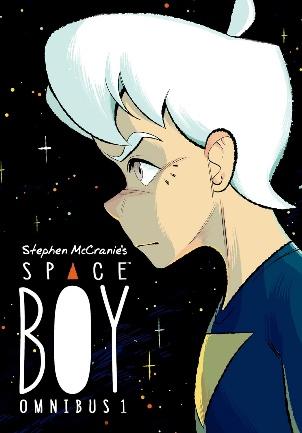 Stephen McCranie's
SPACE
BOY
OMNIBUS 1